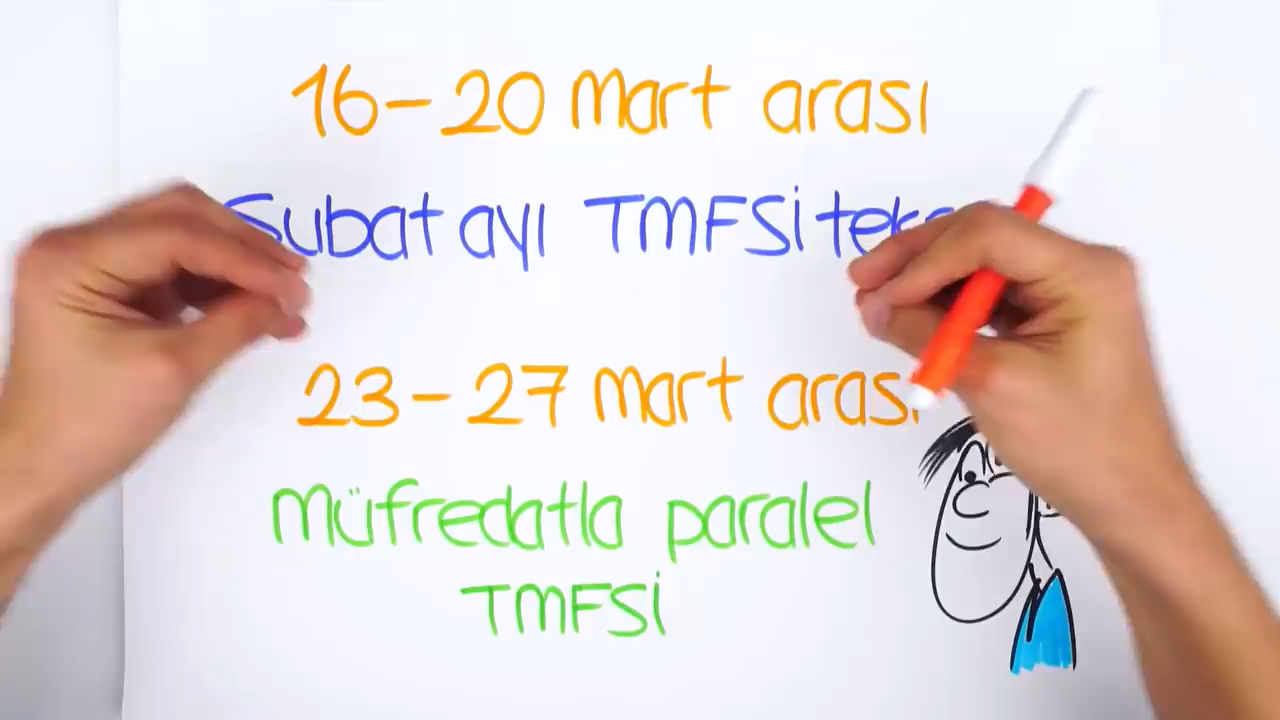 16-20 Mart arası
Şubat ayı TMFSİ
23-27 Mart arası
Müfredatla paralel
TMFSİ